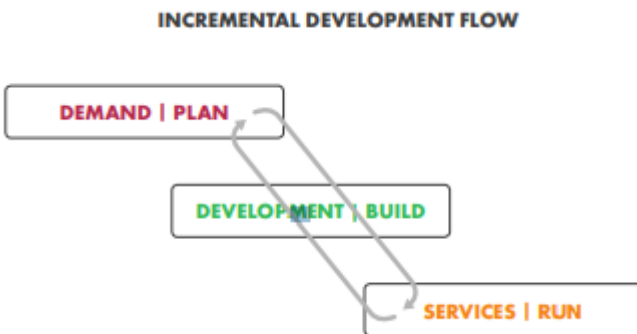 INCREMENTAL DEVELOPMENT FLOW
DEMAND | PLAN
DEVELOPMENT | BUILD
SERVICES | RUN